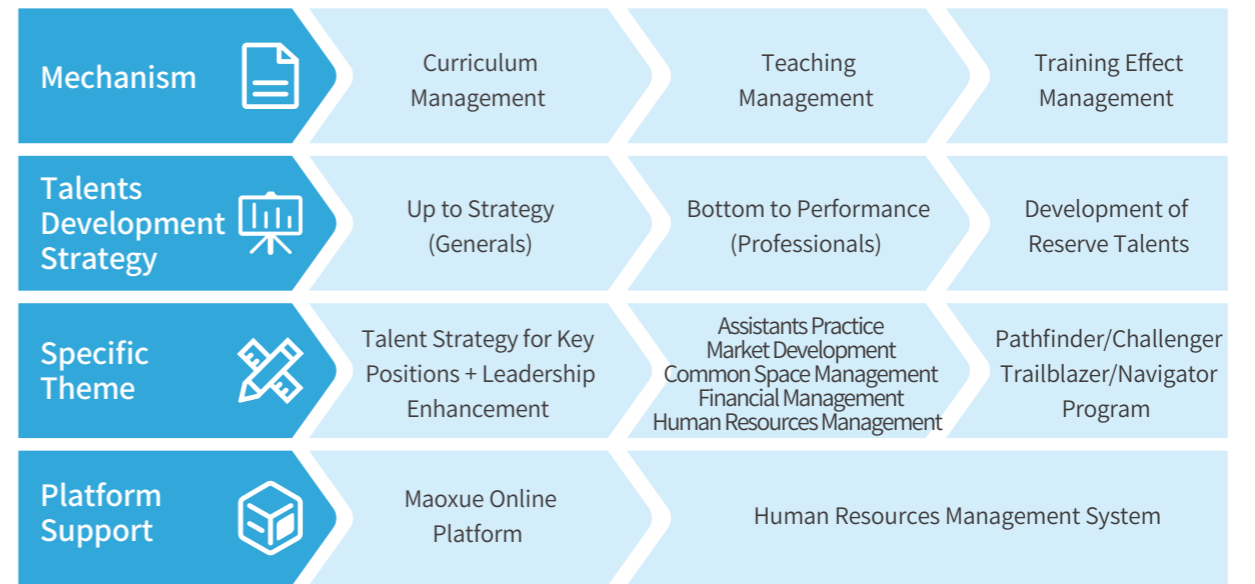 Mechanism
Curriculum
Management
Teaching
Management
Training Effect
Management
Talents
Development
Strategy
Up to Strategy
(Generals)
Bottom to Performance
(Professionals)
Development of
Reserve Talents
Specific
Theme
Talent Strategy for Key
Positions + Leadership
Enhancement
Assistants Practice
Market Development
Common Space Management
Financial Management
Human Resources Management
Pathfinder/Challenger
Trailblazer/Navigator
Program
Platform
Support
Maoxue Online
Platform
Human Resources Management System